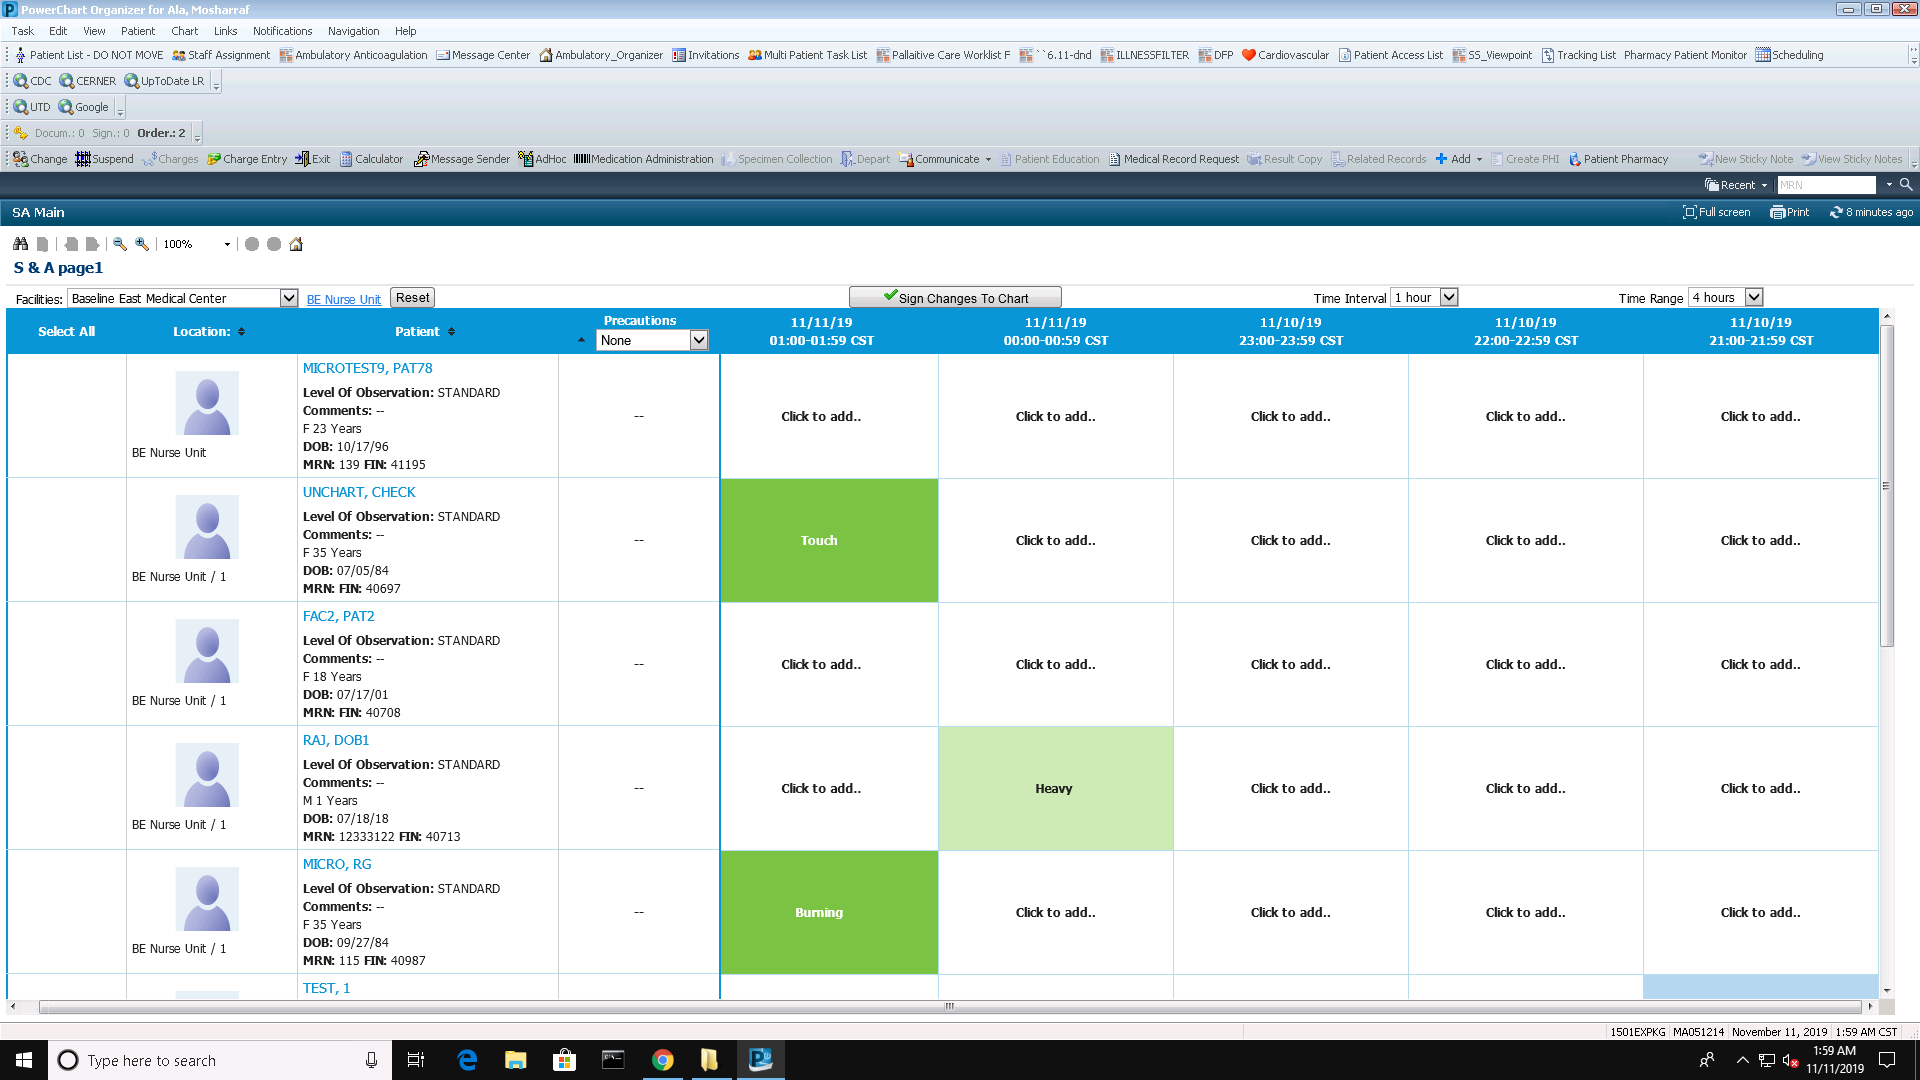 PowerChart Organizer for Ala, Mosharraf
Task Edit View Patient Chart Links Notifications Navigation Help
Patient List - DO NOT MOVE Staff Assignment Ambulatory Anticoagulation Message Center Ambulatory_Organizer Invitations Multi Patient Task List Pallaitive Care Worklist F ``6.11-dnd ILLNESSFILTER DFP Cardiovascular Patient Access List SS_Viewpoint Tracking List Pharmacy Patient Monitor Scheduling
CDC CERNER UpToDate LR
UTD Google
Docum.: 0 Sign.: 0 Order.: 2
Change Suspend Charges Charge Entry Exit Calculator Message Sender AdHoc Medication Administration Specimen Collection Depart Communicate Patient Education Medical Record Request Result Copy Related Records Add Create PHI Patient Pharmacy New Sticky Note View Sticky Notes
Recent MRN
SA Main Full screen Print 8 minutes ago
100%
S & A page1
Facilities: Baseline East Medical Center BE Nurse Unit Reset Sign Changes To Chart Time Interval 1 hour Time Range 4 hours
Select All Location: Patient Precautions None
11/11/19 01:00-01:59 CST
11/11/19 00:00-00:59 CST
11/10/19 23:00-23:59 CST
11/10/19 22:00-22:59 CST
11/10/19 21:00-21:59 CST
BE Nurse Unit
MICROTEST9, PAT78
Level Of Observation: STANDARD
Comments: --
F 23 Years
DOB: 10/17/96
MRN: 139 FIN: 41195
-- Click to add.. Click to add.. Click to add.. Click to add.. Click to add..
BE Nurse Unit / 1
UNCHART, CHECK
Level Of Observation: STANDARD
Comments: --
F 35 Years
DOB: 07/05/84
MRN: FIN: 40697
-- Touch Click to add.. Click to add.. Click to add.. Click to add..
BE Nurse Unit / 1
FAC2, PAT2
Level Of Observation: STANDARD
Comments: --
F 18 Years
DOB: 07/17/01
MRN: FIN: 40708
-- Click to add.. Click to add.. Click to add.. Click to add.. Click to add..
BE Nurse Unit / 1
RAJ, DOB1
Level Of Observation: STANDARD
Comments: --
M 1 Years
DOB: 07/18/18
MRN: 12333122 FIN: 40713
-- Click to add.. Heavy Click to add.. Click to add.. Click to add..
BE Nurse Unit / 1
MICRO, RG
Level Of Observation: STANDARD
Comments: --
F 35 Years
DOB: 09/27/84
MRN: 115 FIN: 40987
-- Burning Click to add.. Click to add.. Click to add.. Click to add..
TEST, 1
1501EXPKG MA051214 November 11, 2019 1:59 AM CST
Type here to search
1:59 AM
11/11/2019